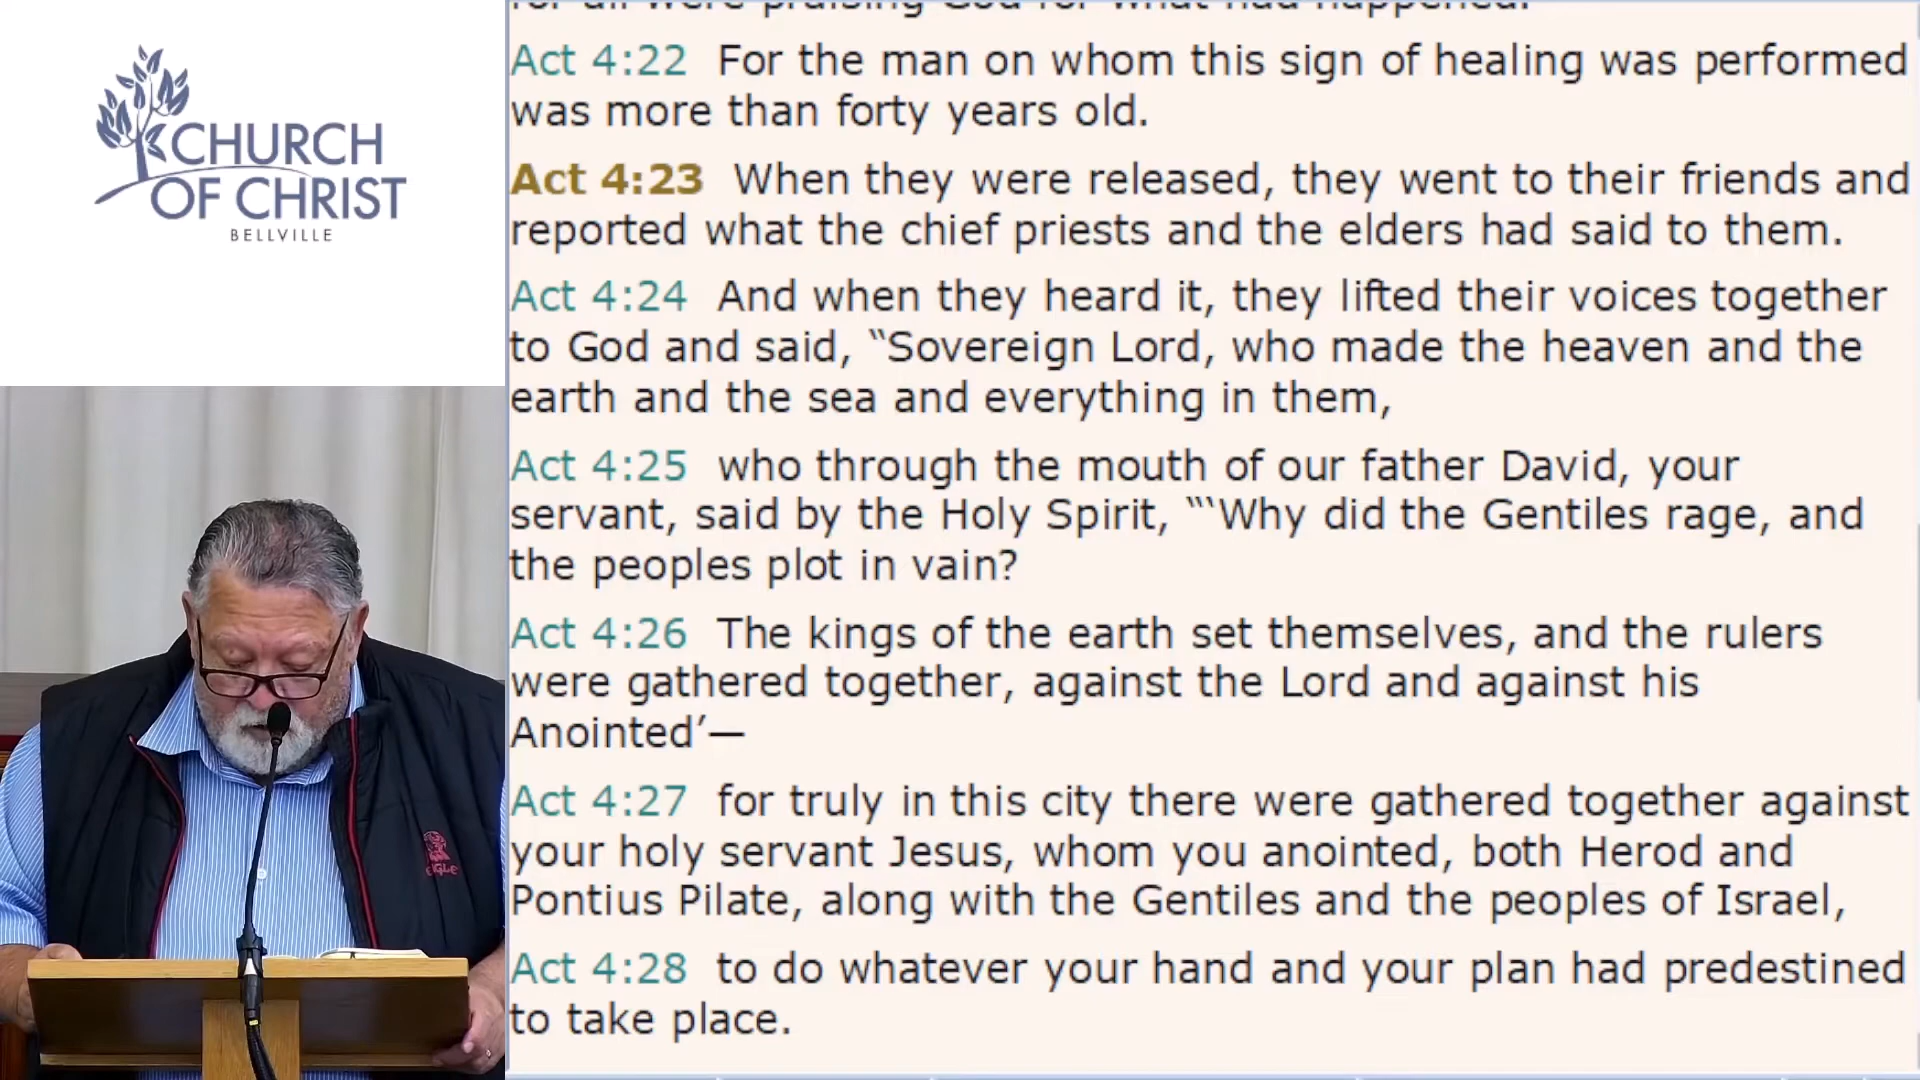 CHURCH
OF CHRIST
BELLVILLE
for all were praising God for what had happened.
Act 4:22 For the man on whom this sign of healing was performed
was more than forty years old.
Act 4:23 When they were released, they went to their friends and
reported what the chief priests and the elders had said to them.
Act 4:24 And when they heard it, they lifted their voices together
to God and said, “Sovereign Lord, who made the heaven and the
earth and the sea and everything in them,
Act 4:25 who through the mouth of our father David, your
servant, said by the Holy Spirit, “‘Why did the Gentiles rage, and
the peoples plot in vain?
Act 4:26 The kings of the earth set themselves, and the rulers
were gathered together, against the Lord and against his
Anointed’—
Act 4:27 for truly in this city there were gathered together against
your holy servant Jesus, whom you anointed, both Herod and
Pontius Pilate, along with the Gentiles and the peoples of Israel,
Act 4:28 to do whatever your hand and your plan had predestined
to take place.